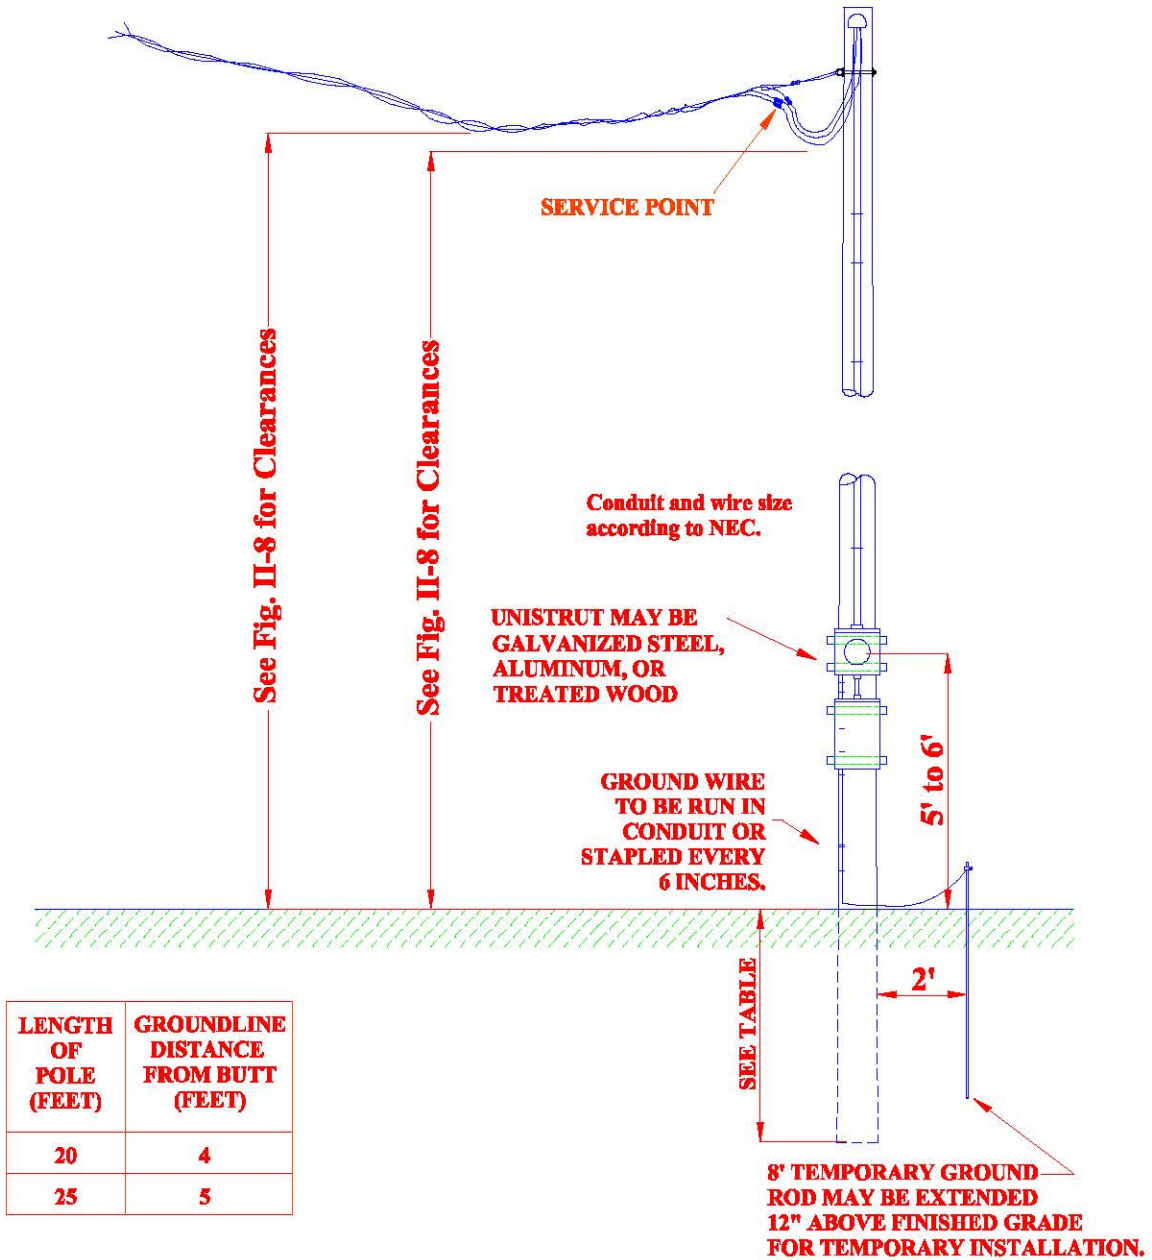 SERVICE POINT
See Fig. II-8 for Clearances
See Fig. II-8 for Clearances
Conduit and wire size
according to NEC.
UNISTRUT MAY BE
GALVANIZED STEEL,
ALUMINUM, OR
TREATED WOOD
5' to 6'
GROUND WIRE
TO BE RUN IN
CONDUIT OR
STAPLED EVERY
6 INCHES.
2'
SEE TABLE
LENGTH
OF
POLE
(FEET)
GROUNDLINE
DISTANCE
FROM BUTT
(FEET)
20 4
25 5
8' TEMPORARY GROUND
ROD MAY BE EXTENDED
12" ABOVE FINISHED GRADE
FOR TEMPORARY INSTALLATION.